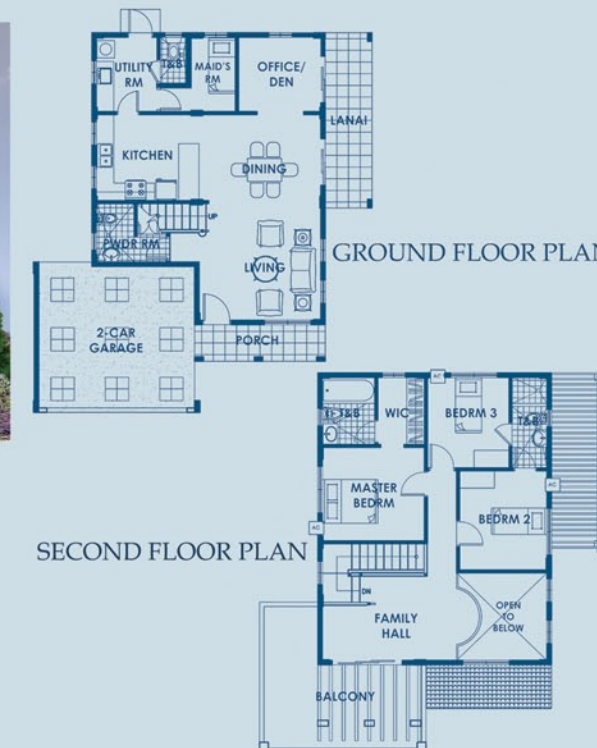 UTILITY
RM
T&B
MAID'S
RM
OFFICE/
DEN
LANAI
KITCHEN
DINING
UP
PWDR RM
LIVING
GROUND FLOOR PLAN
2-CAR
GARAGE
PORCH
AC
T&B
WIC
BEDRM 3
T&B
MASTER
BEDRM
AC
BEDRM 2
AC
SECOND FLOOR PLAN
DN
FAMILY
HALL
OPEN
TO
BELOW
BALCONY